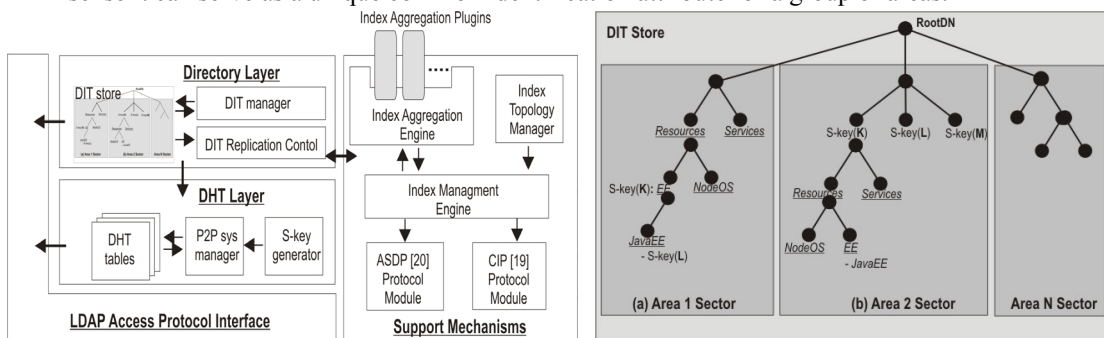 Index Aggregation Plugins
Directory Layer
DIT store
DIT manager
DIT Replication Contol
DHT Layer
DHT
tables
P2P sys
manager
S-key
generator
LDAP Access Protocol Interface
Index Aggregation
Engine
Index
Topology
Manager
Index Managment
Engine
ASDP [20]
Protocol
Module
CIP [19]
Protocol
Module
Support Mechanisms
DIT Store
RootDN
Resources
Services
S-key(K): EE
NodeOS
JavaEE
- S-key(L)
(a) Area 1 Sector
S-key(K)
S-key(L)
S-key(M)
Resources
Services
NodeOS
EE
- JavaEE
(b) Area 2 Sector
Area N Sector